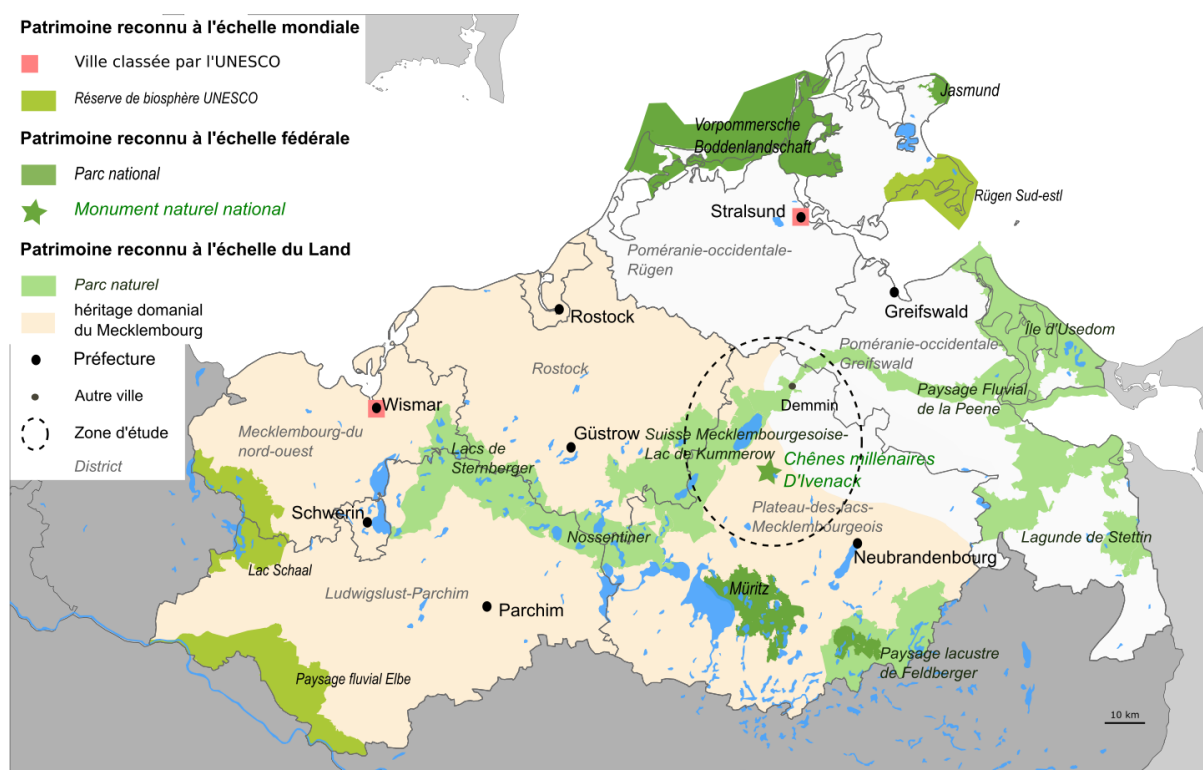 Patrimoine reconnu à l'échelle mondiale
Ville classée par l'UNESCO
Réserve de biosphère UNESCO
Patrimoine reconnu à l'échelle fédérale
Parc national
Monument naturel national
Patrimoine reconnu à l'échelle du Land
Parc naturel
héritage domanial
du Mecklembourg
Préfecture
Autre ville
Zone d'étude
District
Jasmund
Vorpommersche
Boddenlandschaft
Rügen Sud-estl
Stralsund
Poméranie-occidentale-
Rügen
Greifswald
Rostock
Île d'Usedom
Poméranie-occidentale-
Greifswald
Rostock
Paysage Fluvial
de la Peene
Demmin
Wismar
Mecklembourg-du
nord-ouest
Güstrow
Suisse Mecklembourgesoise-
Lac de Kummerow
Lacs de
Sternberger
Chênes millénaires
D'Ivenack
Plateau-des-lacs-
Mecklembourgeois
Schwerin
Nossentiner
Neubrandenbourg
Lagunde de Stettin
Lac Schaal
Ludwigslust-Parchim
Parchim
Müritz
Paysage lacustre
de Feldberger
Paysage fluvial Elbe
10 km